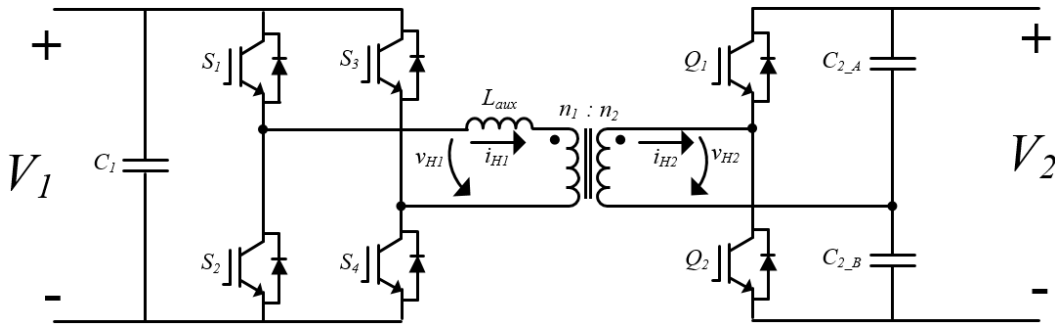 +
V1
-
C1
S1
S3
S2
S4
Laux
n1 : n2
vH1
iH1
iH2
vH2
Q1
Q2
C2_A
C2_B
+
V2
-